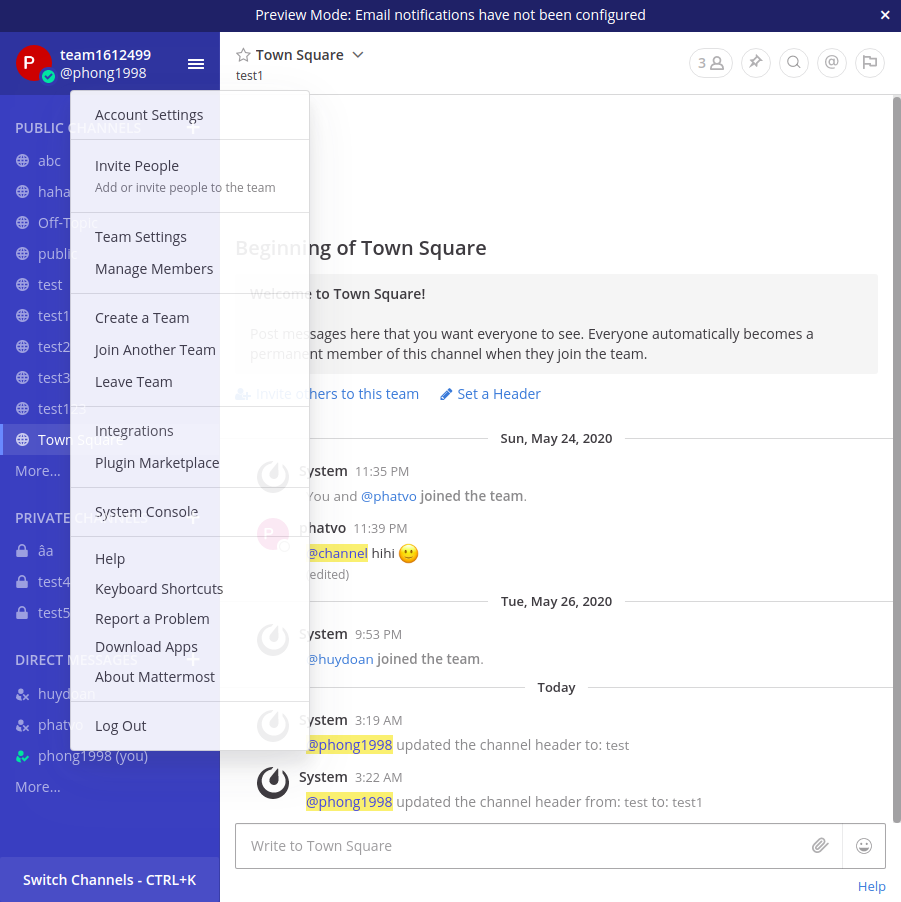 Preview Mode: Email notifications have not been configured ×
P team1612499
@phong1998
Town Square
test1
3
@
Account Settings
Invite People
Add or invite people to the team
Team Settings
Manage Members
Create a Team
Join Another Team
Leave Team
Integrations
Plugin Marketplace
System Console
Help
Keyboard Shortcuts
Report a Problem
Download Apps
About Mattermost
Log Out
PUBLIC CHANNELS +
abc
haha
Off-Topic
public
test
test1
test2
test3
test123
Town Square
More...
PRIVATE CHANNELS +
âa
test4
test5
DIRECT MESSAGES +
huydoan
phatvo
phong1998 (you)
More...
Switch Channels - CTRL+K
Beginning of Town Square
Welcome to Town Square!
Post messages here that you want everyone to see. Everyone automatically becomes a
permanent member of this channel when they join the team.
Invite others to this team Set a Header
Sun, May 24, 2020
System 11:35 PM
You and @phatvo joined the team.
P phatvo 11:39 PM
@channel hihi
(edited)
Tue, May 26, 2020
System 9:53 PM
@huydoan joined the team.
Today
System 3:19 AM
@phong1998 updated the channel header to: test
System 3:22 AM
@phong1998 updated the channel header from: test to: test1
Write to Town Square
Help